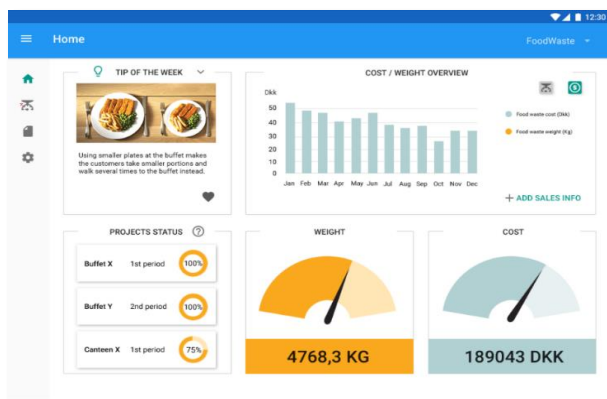 12:30
Home
FoodWaste
TIP OF THE WEEK
Using smaller plates at the buffet makes
the customers take smaller portions and
walk several times to the buffet instead.
COST / WEIGHT OVERVIEW
Dkk
50
40
50
30
20
10
0
Jan Feb Mar Apr May Jun Jul Aug Sep Oct Nov Dec
Food waste cost (Dkk)
Food waste weight (Kg)
+ ADD SALES INFO
PROJECTS STATUS ?
Buffet X 1st period 100%
Buffet Y 2nd period 100%
Canteen X 1st period 75%
WEIGHT
4768,3 KG
COST
189043 DKK